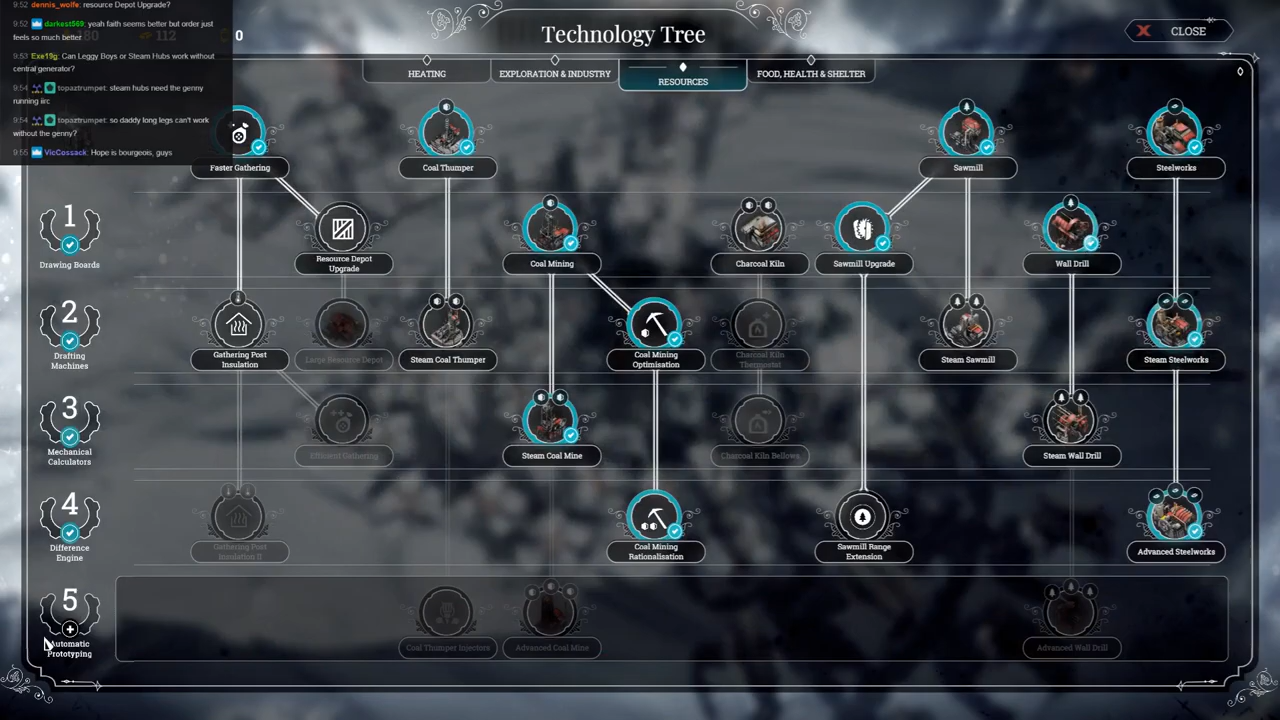 9:52 dennis_wolfe: resource Depot Upgrade?
9:52 darkest569: yeah faith seems better but order just
feels so much better
180
112
0
9:53 Exe19g: Can Leggy Boys or Steam Hubs work without
central generator?
9:54 topaztrumpet: steam hubs need the genny
running iirc
9:54 topaztrumpet: so daddy long legs can't work
without the genny?
9:55 VicCossack: Hope is bourgeois, guys
Technology Tree
CLOSE
HEATING
EXPLORATION & INDUSTRY
RESOURCES
FOOD, HEALTH & SHELTER
Faster Gathering
Coal Thumper
Sawmill
Steelworks
1
Drawing Boards
Resource Depot
Upgrade
Coal Mining
Charcoal Kiln
Sawmill Upgrade
Wall Drill
2
Drafting
Machines
Gathering Post
Insulation
Large Resource Depot
Steam Coal Thumper
Coal Mining
Optimisation
Charcoal Kiln
Thermostat
Steam Sawmill
Steam Steelworks
3
Mechanical
Calculators
Efficient Gathering
Steam Coal Mine
Charcoal Kiln Bellows
Steam Wall Drill
4
Difference
Engine
Gathering Post
Insulation II
Coal Mining
Rationalisation
Sawmill Range
Extension
Advanced Steelworks
5
Automatic
Prototyping
Coal Thumper Injectors
Advanced Coal Mine
Advanced Wall Drill